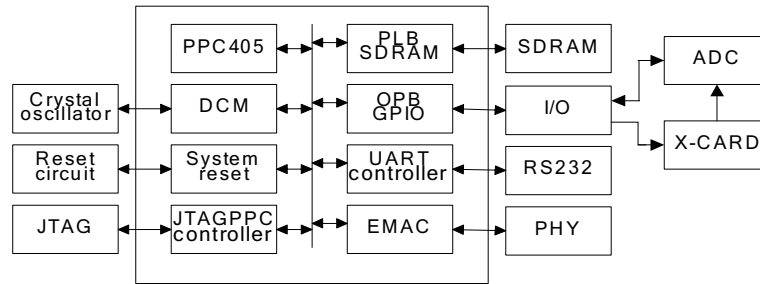 PPC405
PLB
SDRAM
SDRAM
ADC
Crystal
oscillator
DCM
OPB
GPIO
I/O
X-CARD
Reset
circuit
System
reset
UART
controller
RS232
JTAG
JTAGPPC
controller
EMAC
PHY